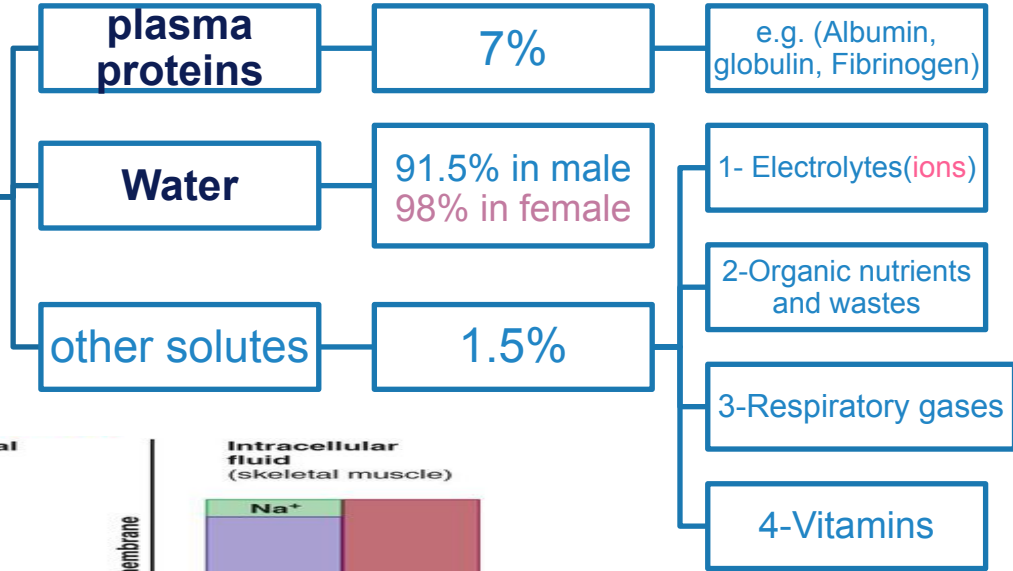 plasma
proteins
7%
e.g. (Albumin,
globulin, Fibrinogen)
Water
91.5% in male
98% in female
other solutes
1.5%
1- Electrolytes(ions)
2-Organic nutrients
and wastes
3-Respiratory gases
4-Vitamins
Intracellular
fluid
(skeletal muscle)
Na⁺